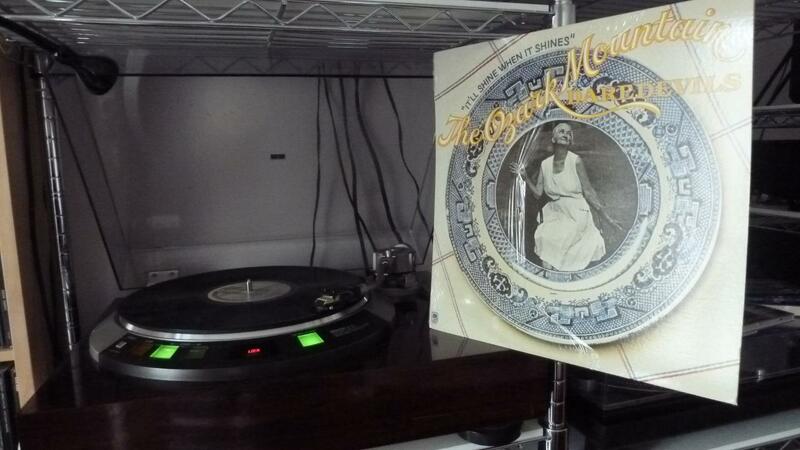 "IT'LL SHINE WHEN IT SHINES"
The Ozark Mountain
DAREDEVILS